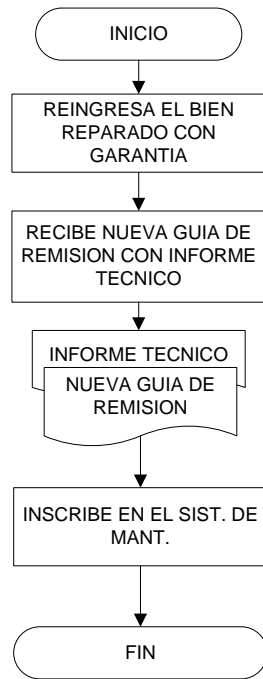 INICIO
REINGRESA EL BIEN
REPARADO CON
GARANTIA
RECIBE NUEVA GUIA DE
REMISION CON INFORME
TECNICO
INFORME TECNICO
NUEVA GUIA DE
REMISION
INSCRIBE EN EL SIST. DE
MANT.
FIN